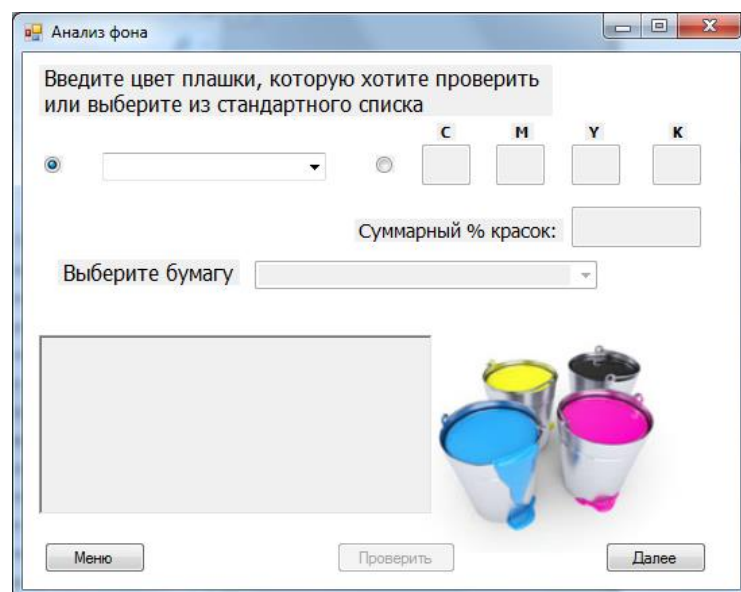 Анализ фона
Введите цвет плашки, которую хотите проверить
или выберите из стандартного списка
C M Y K
Суммарный % красок:
Выберите бумагу
Меню Проверить Далее